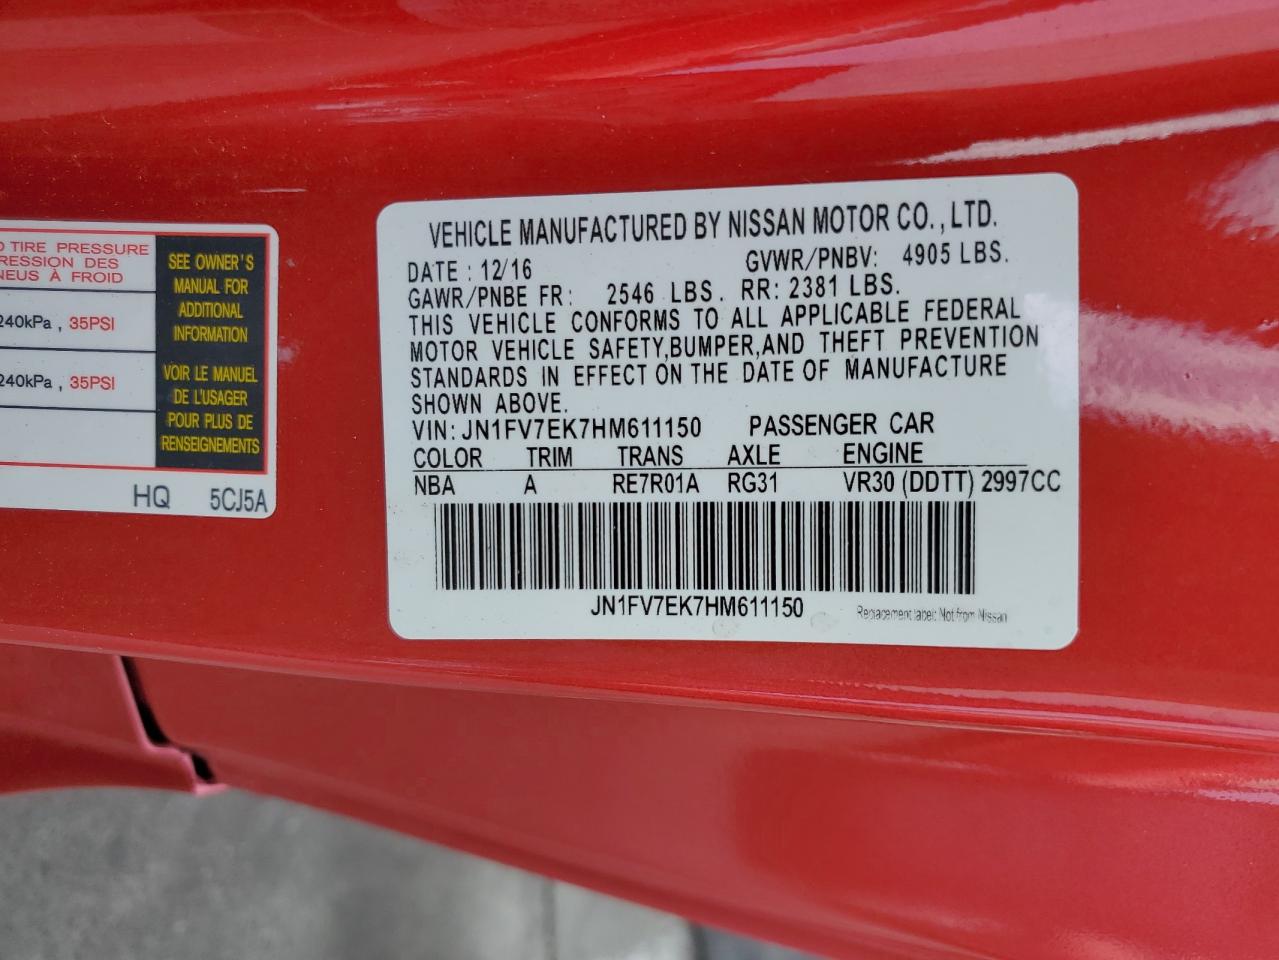 D TIRE PRESSURE
RESSION DES
NEUS À FROID
240kPa , 35PSI
240kPa , 35PSI
SEE OWNER'S
MANUAL FOR
ADDITIONAL
INFORMATION
VOIR LE MANUEL
DE L'USAGER
POUR PLUS DE
RENSEIGNEMENTS
HQ 5CJ5A
VEHICLE MANUFACTURED BY NISSAN MOTOR CO., LTD.
DATE : 12/16 GVWR/PNBV: 4905 LBS.
GAWR/PNBE FR: 2546 LBS. RR: 2381 LBS.
THIS VEHICLE CONFORMS TO ALL APPLICABLE FEDERAL
MOTOR VEHICLE SAFETY,BUMPER,AND THEFT PREVENTION
STANDARDS IN EFFECT ON THE DATE OF MANUFACTURE
SHOWN ABOVE.
VIN: JN1FV7EK7HM611150 PASSENGER CAR
COLOR TRIM TRANS AXLE ENGINE
NBA A RE7R01A RG31 VR30 (DDTT) 2997CC
JN1FV7EK7HM611150
Replacement label: Not from Nissan